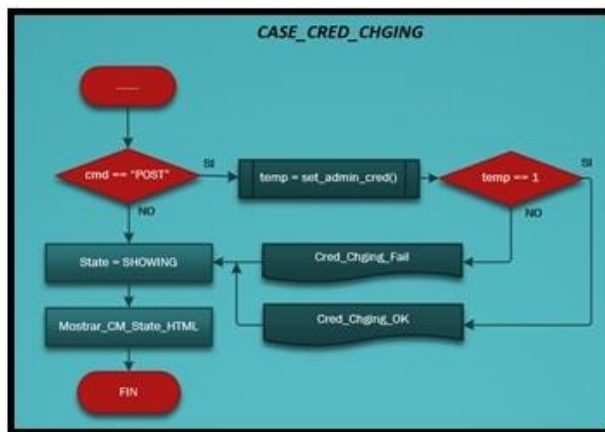 CASE_CRED_CHGING
........
cmd == "POST"
SI
temp = set_admin_cred()
temp == 1
SI
NO
NO
State = SHOWING
Cred_Chging_Fail
Mostrar_CM_State_HTML
Cred_Chging_OK
FIN